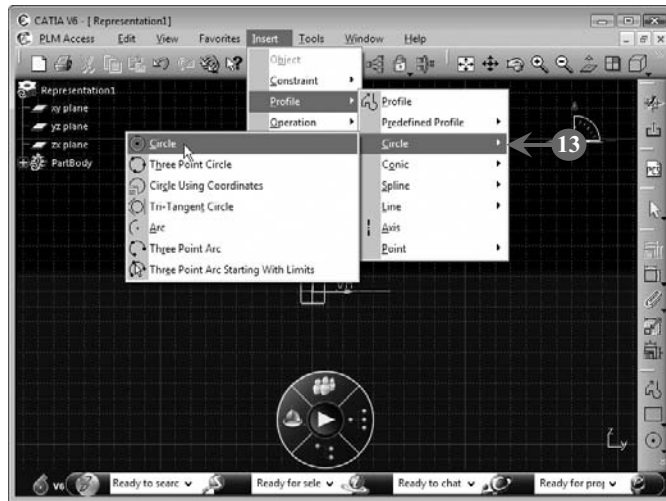 CATIA V6 - [ Representation1]
PLM Access Edit View Favorites Insert Tools Window Help
Object
Constraint
Profile
Operation
Profile
Predefined Profile
Circle
Conic
Spline
Line
Axis
Point
13
Circle
Three Point Circle
Circle Using Coordinates
Tri-Tangent Circle
Arc
Three Point Arc
Three Point Arc Starting With Limits
Representation1
xy plane
yz plane
zx plane
PartBody
PCS
z
y
V6
Ready to searc
Ready for sele
Ready to chat
Ready for proj